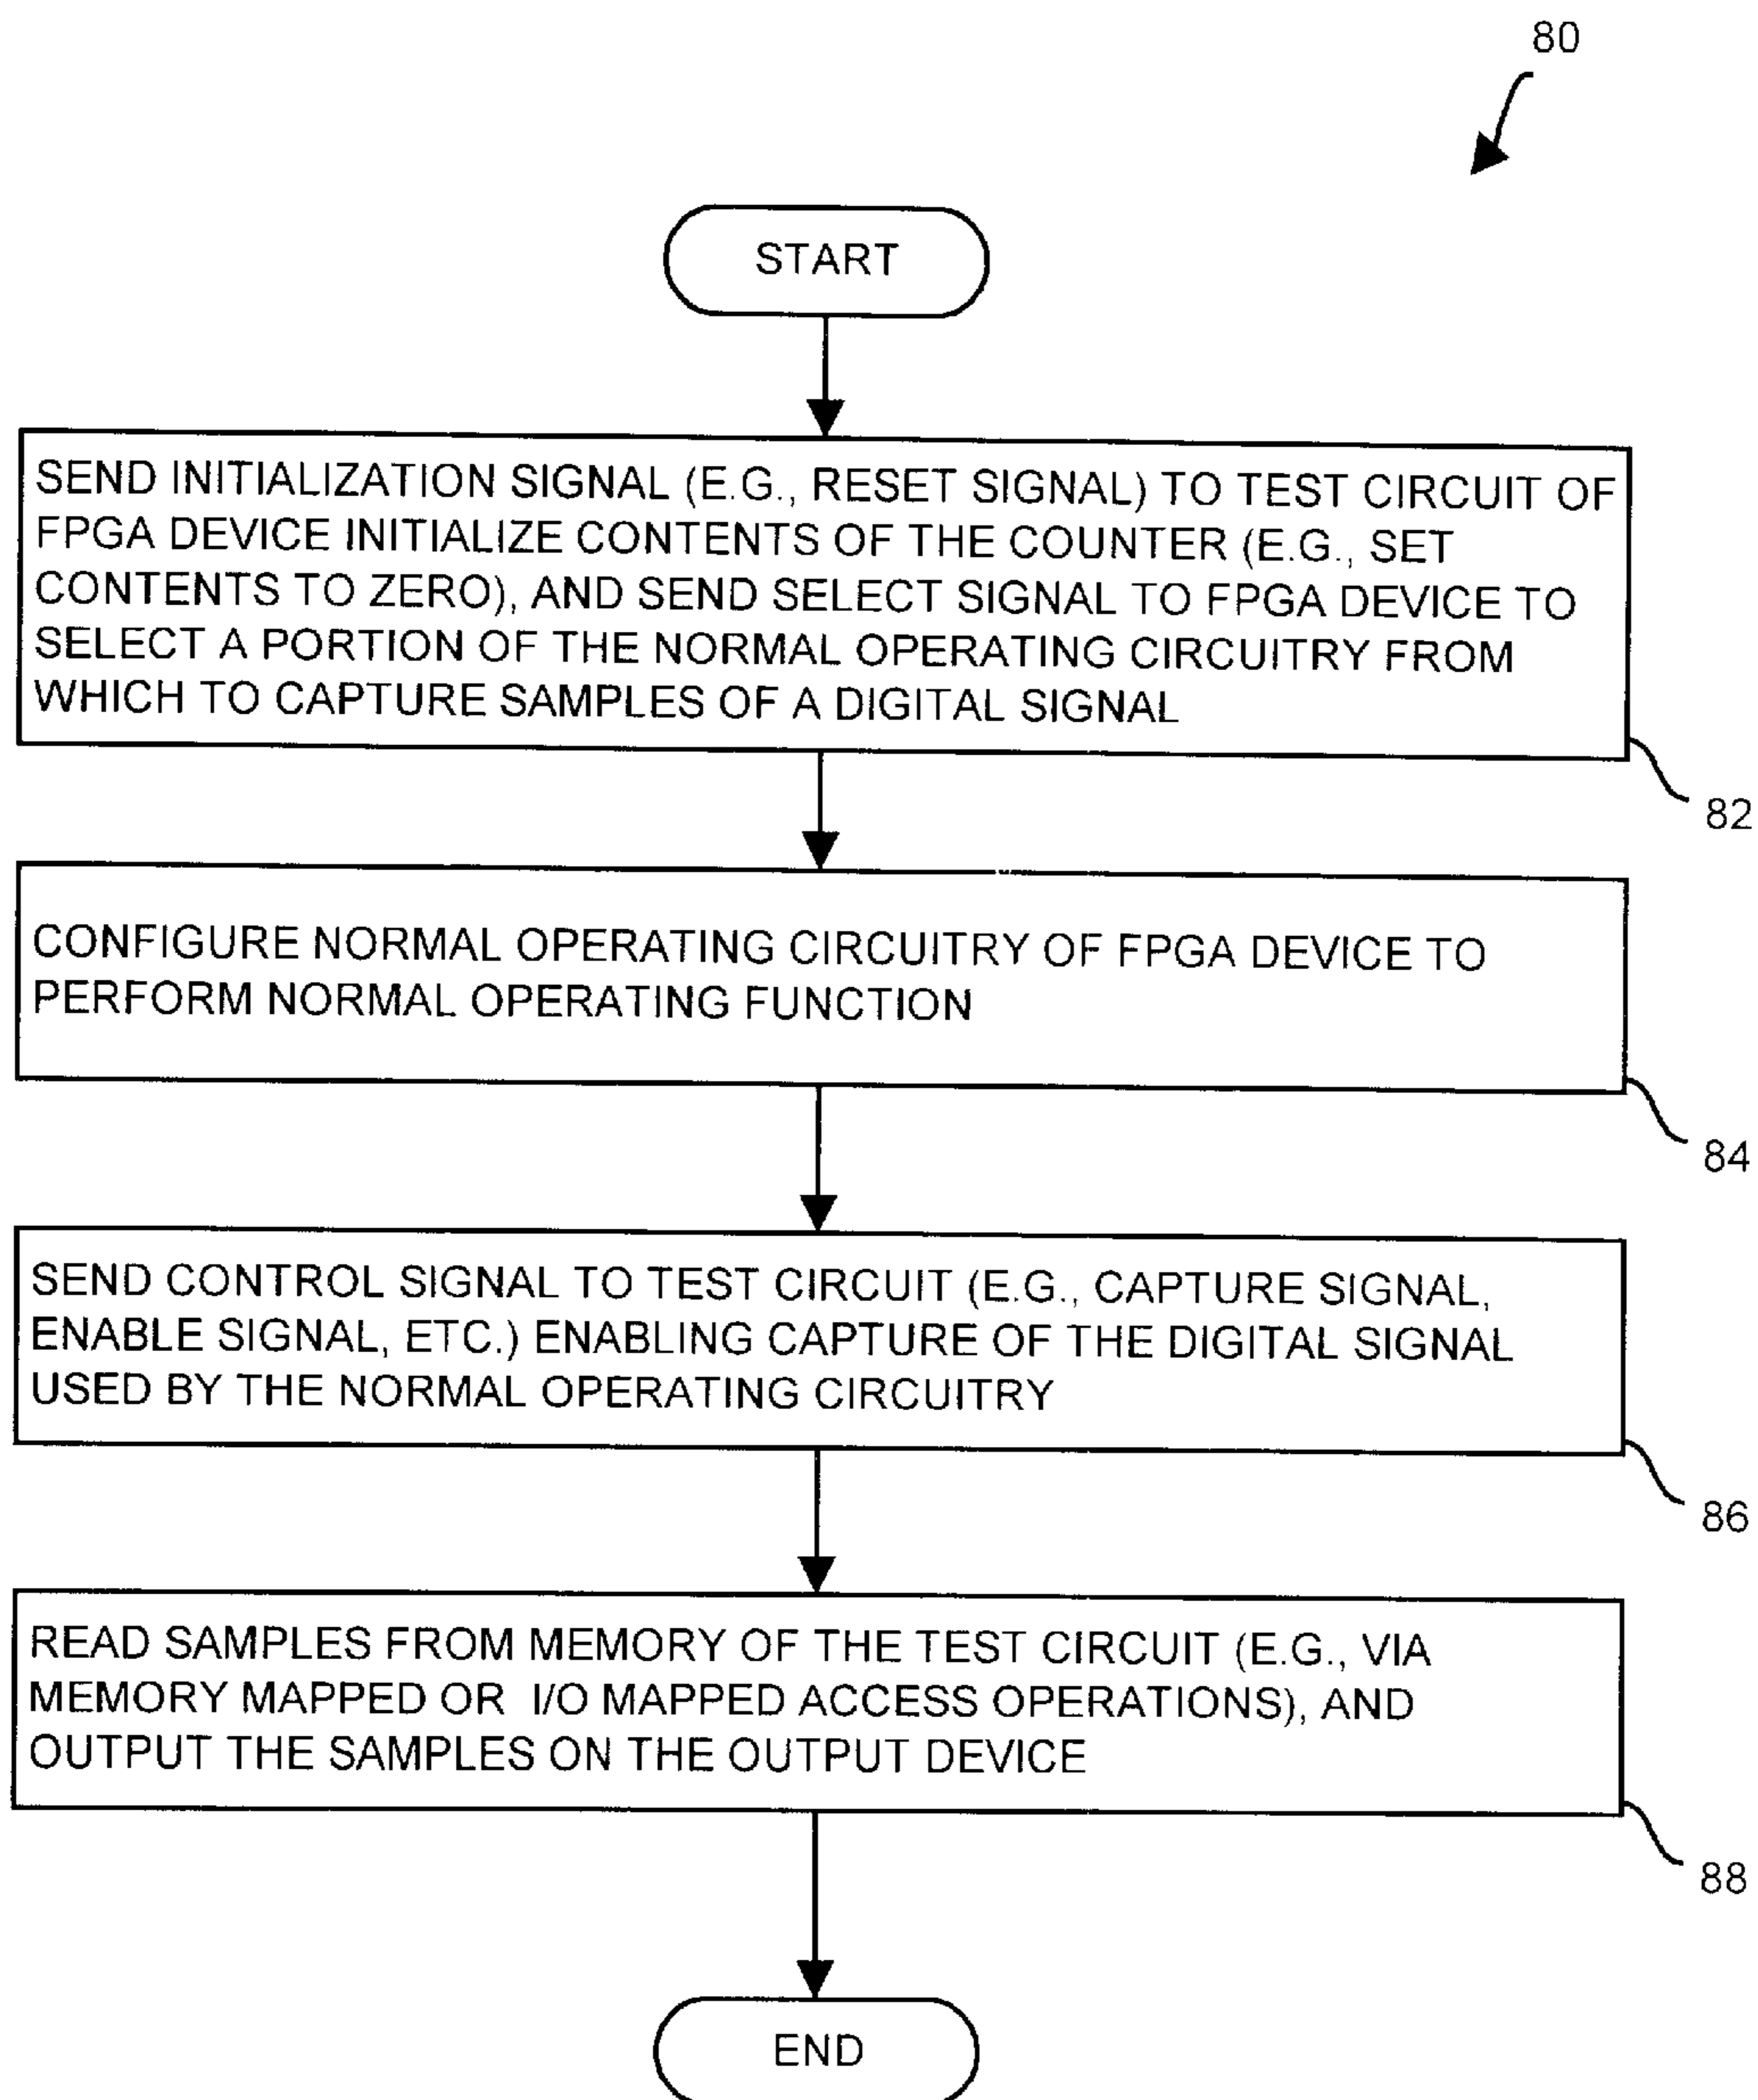 80
START
SEND INITIALIZATION SIGNAL (E.G., RESET SIGNAL) TO TEST CIRCUIT OF
FPGA DEVICE INITIALIZE CONTENTS OF THE COUNTER (E.G., SET
CONTENTS TO ZERO), AND SEND SELECT SIGNAL TO FPGA DEVICE TO
SELECT A PORTION OF THE NORMAL OPERATING CIRCUITRY FROM
WHICH TO CAPTURE SAMPLES OF A DIGITAL SIGNAL
82
CONFIGURE NORMAL OPERATING CIRCUITRY OF FPGA DEVICE TO
PERFORM NORMAL OPERATING FUNCTION
84
SEND CONTROL SIGNAL TO TEST CIRCUIT (E.G., CAPTURE SIGNAL,
ENABLE SIGNAL, ETC.) ENABLING CAPTURE OF THE DIGITAL SIGNAL
USED BY THE NORMAL OPERATING CIRCUITRY
86
READ SAMPLES FROM MEMORY OF THE TEST CIRCUIT (E.G., VIA
MEMORY MAPPED OR I/O MAPPED ACCESS OPERATIONS), AND
OUTPUT THE SAMPLES ON THE OUTPUT DEVICE
88
END